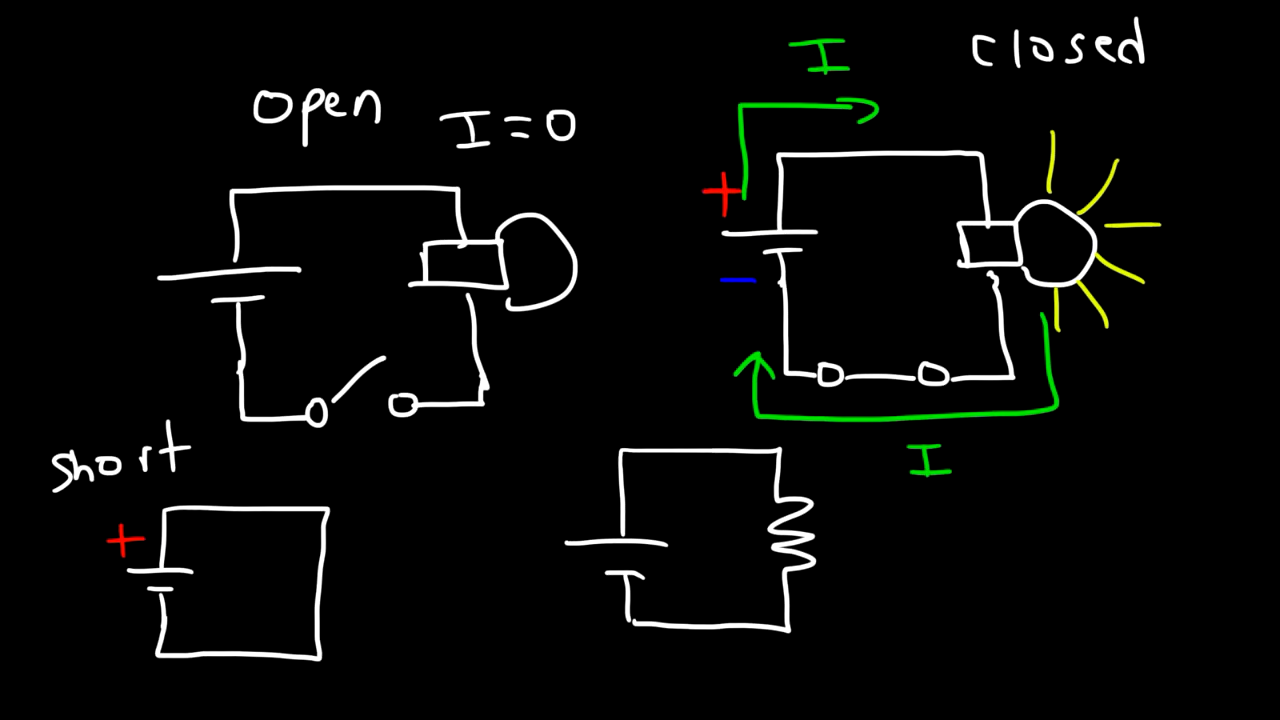 open
I = 0
I
closed
+
−
I
short
+